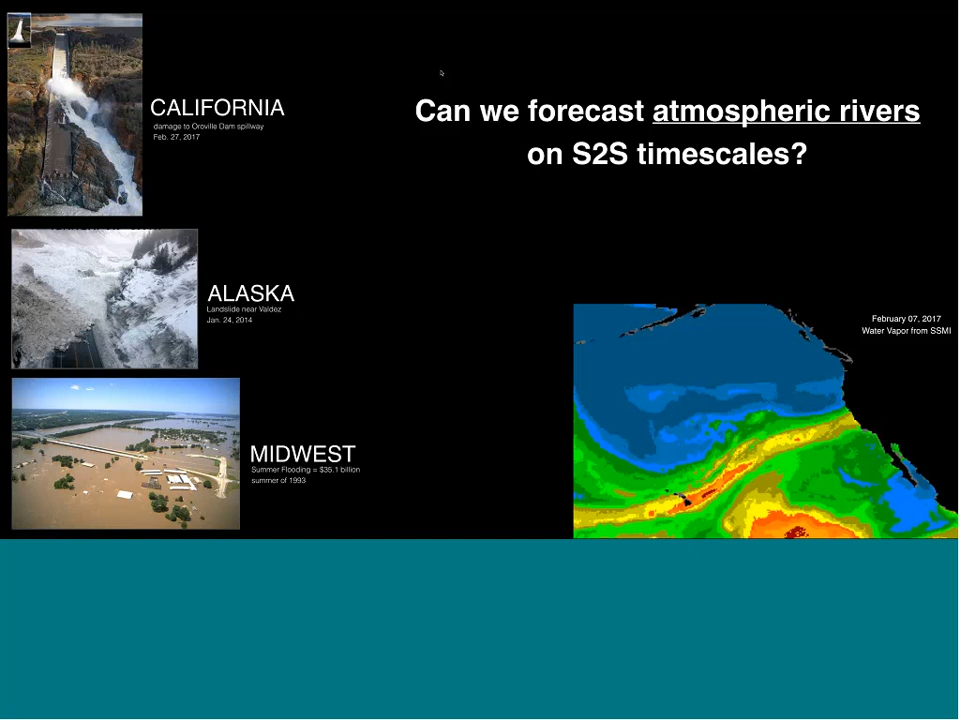 CALIFORNIA
damage to Oroville Dam spillway
Feb. 27, 2017
Can we forecast atmospheric rivers
on S2S timescales?
ALASKA
Landslide near Valdez
Jan. 24, 2014
February 07, 2017
Water Vapor from SSMI
MIDWEST
Summer Flooding = $35.1 billion
summer of 1993